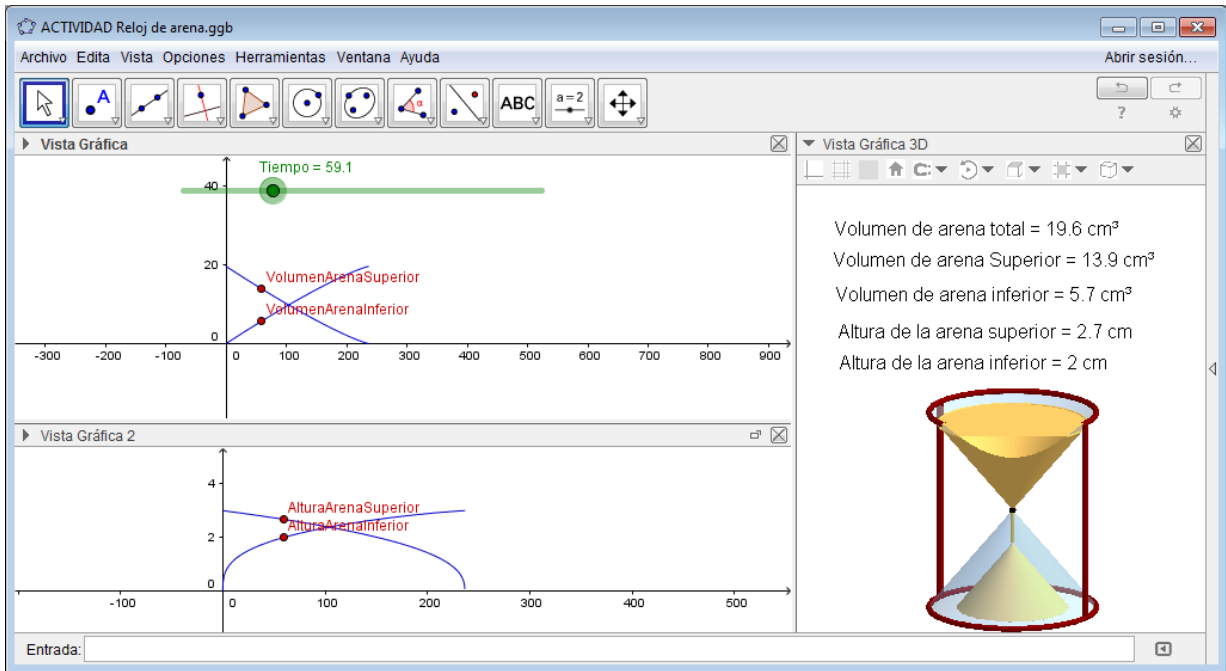 ACTIVIDAD Reloj de arena.ggb
Archivo Edita Vista Opciones Herramientas Ventana Ayuda
Abrir sesión...
A
α
ABC
a=2
?
Vista Gráfica
Tiempo = 59.1
40
20
0
VolumenArenaSuperior
VolumenArenaInferior
-300 -200 -100 0 100 200 300 400 500 600 700 800 900
Vista Gráfica 2
4
2
0
AlturaArenaSuperior
AlturaArenaInferior
-100 0 100 200 300 400 500
Vista Gráfica 3D
Volumen de arena total = 19.6 cm³
Volumen de arena Superior = 13.9 cm³
Volumen de arena inferior = 5.7 cm³
Altura de la arena superior = 2.7 cm
Altura de la arena inferior = 2 cm
Entrada: